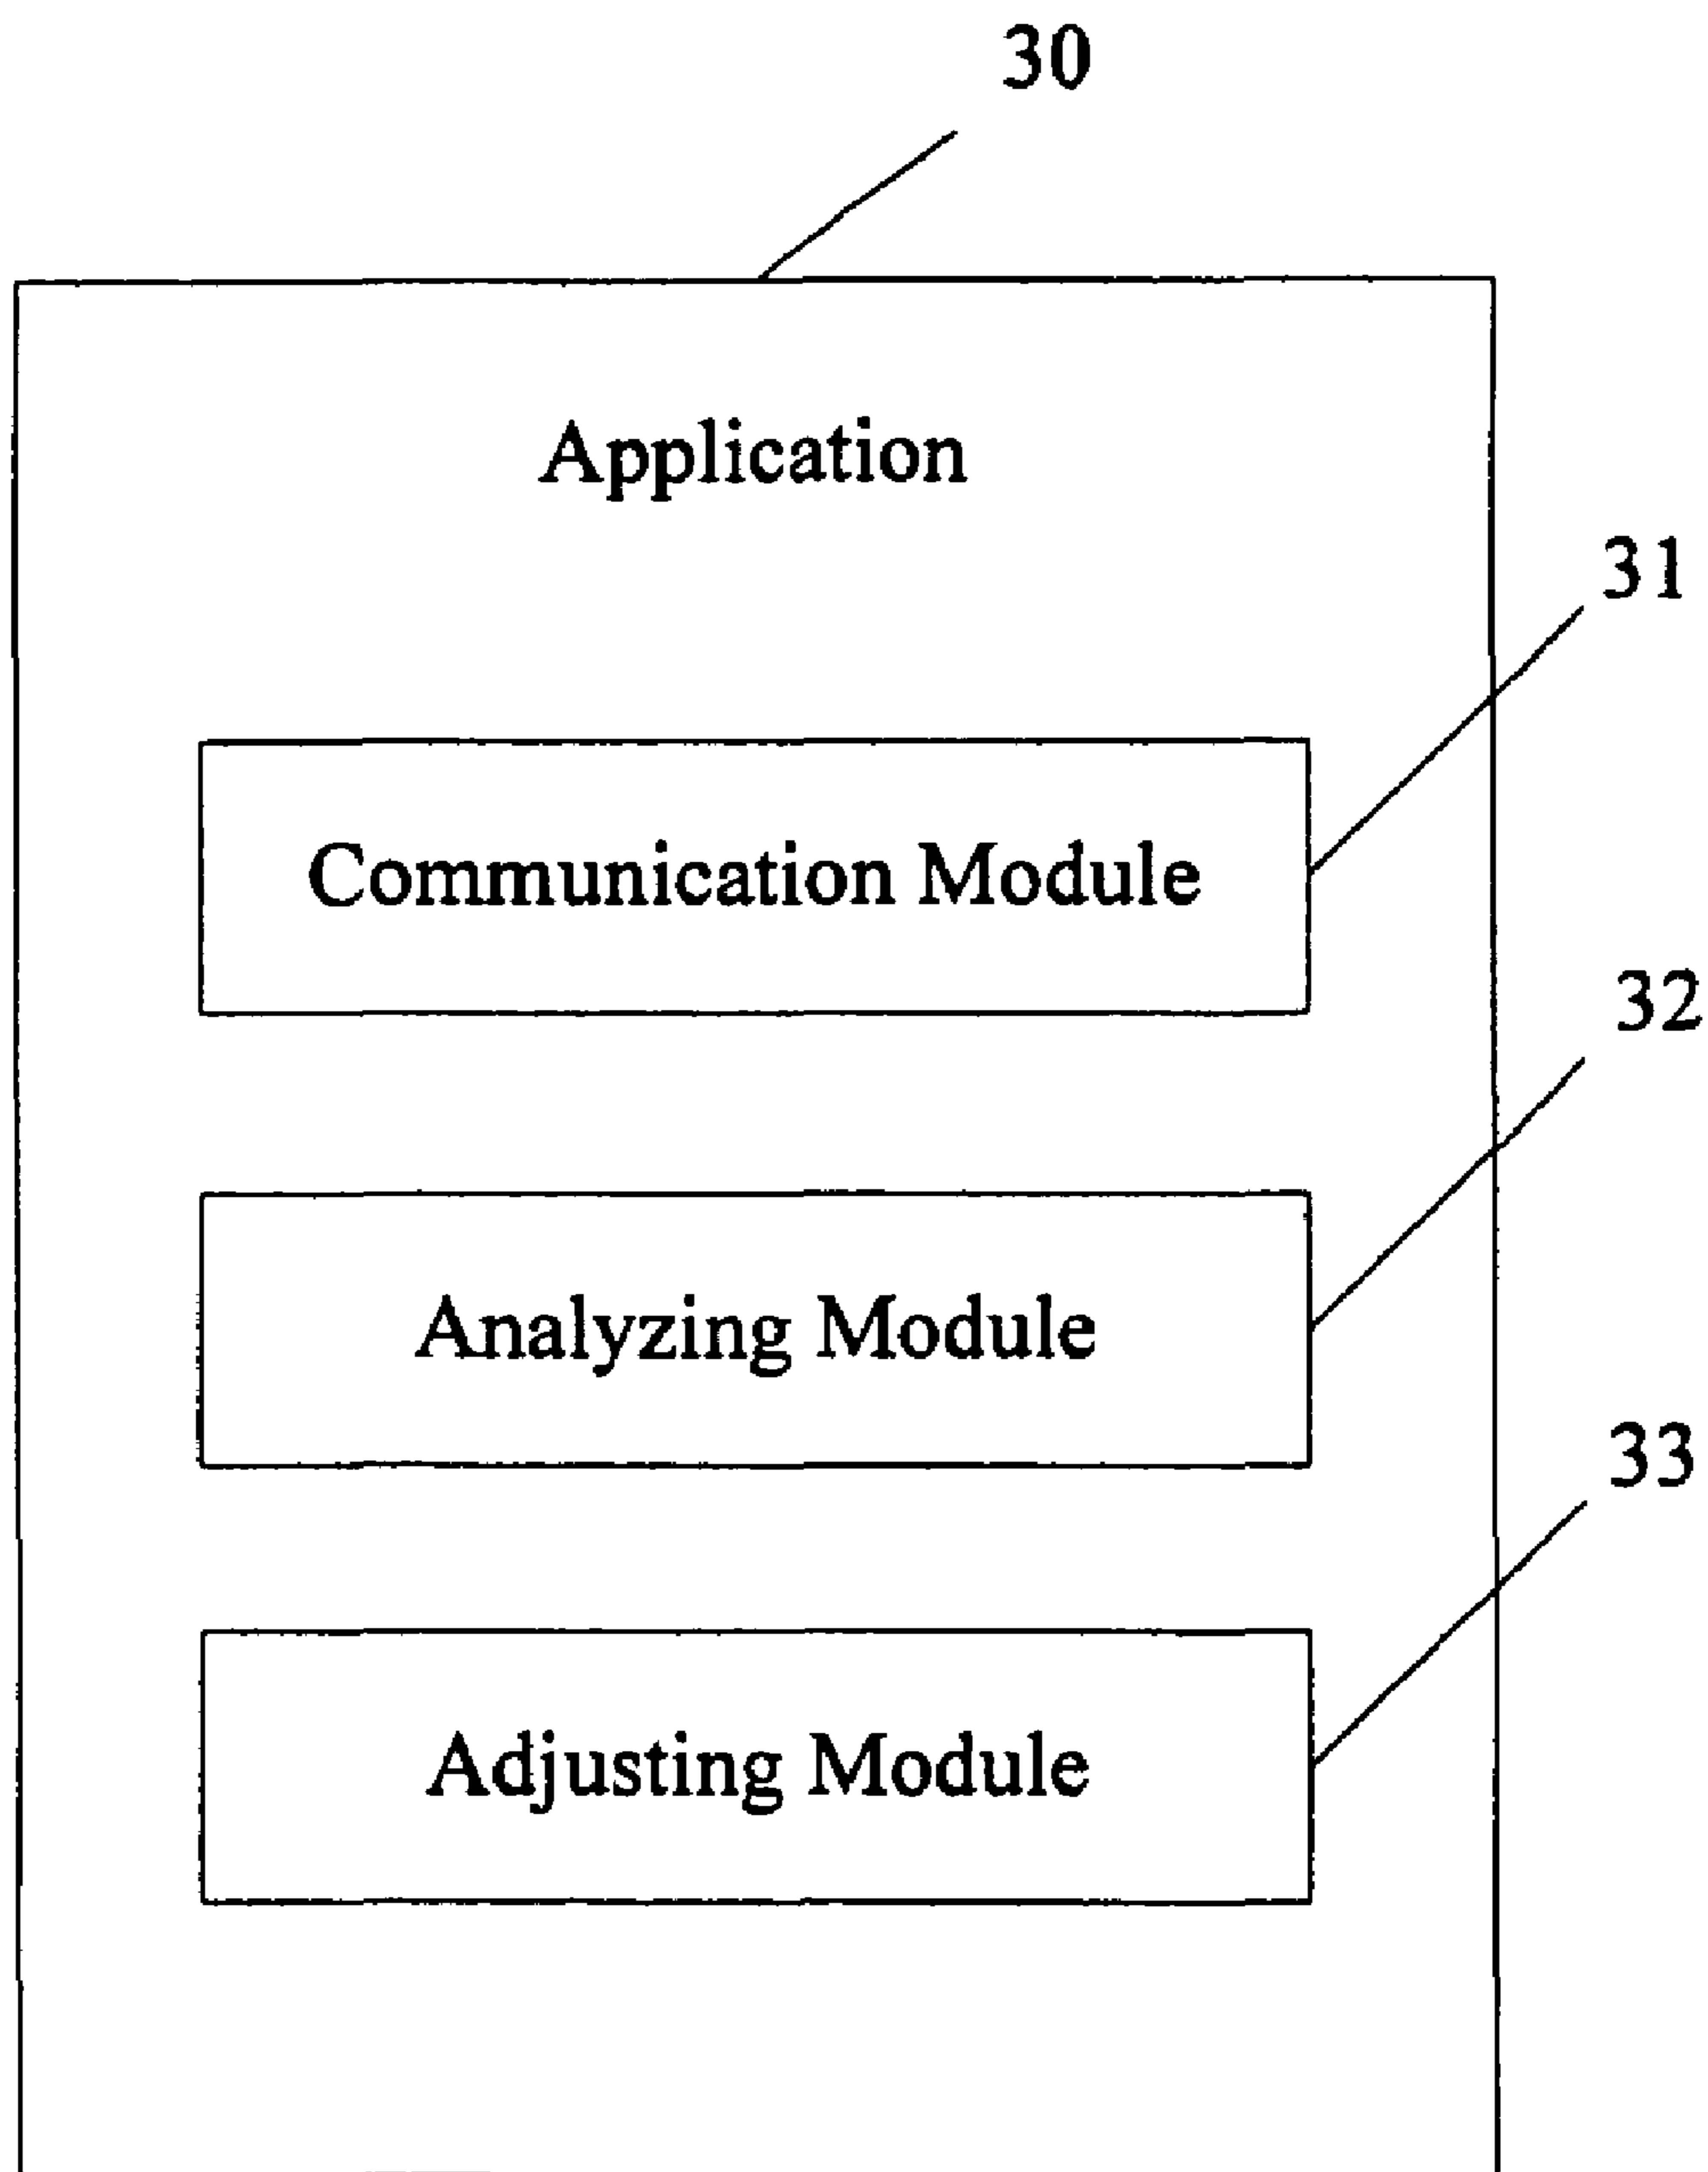 30
Application
31
Communication Module
32
Analyzing Module
33
Adjusting Module